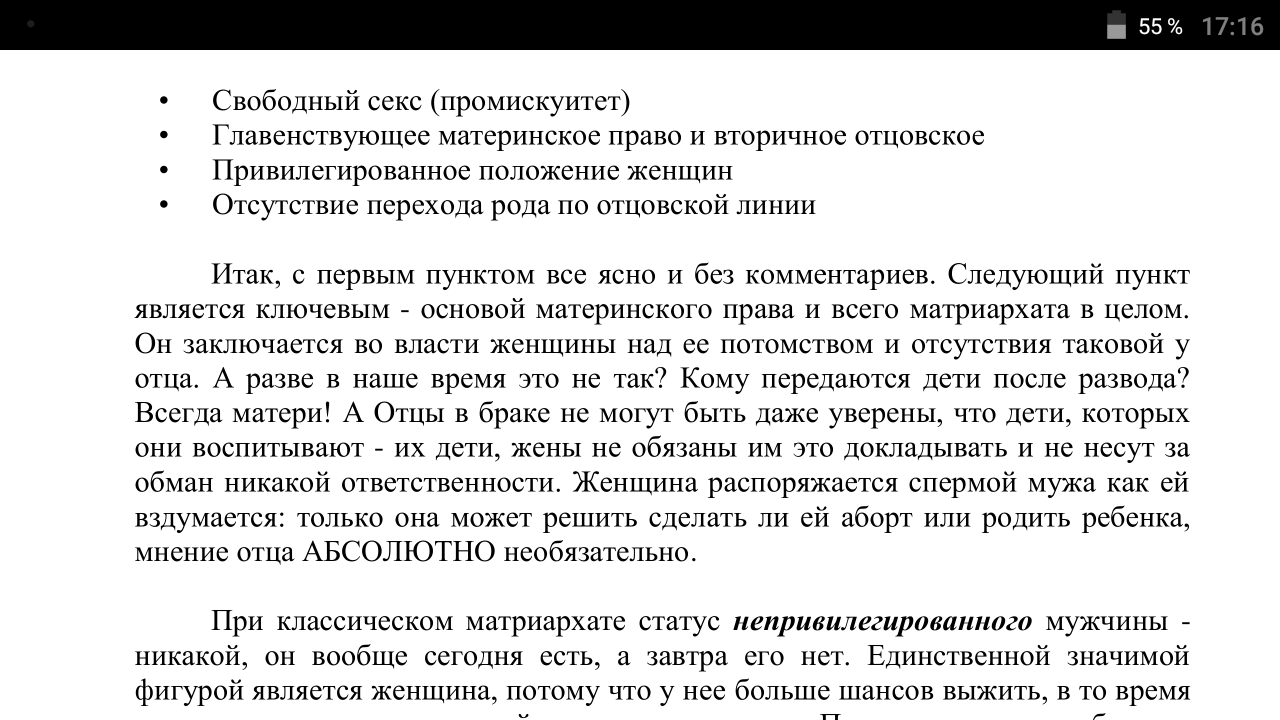 55 % 17:16
• Свободный секс (промискуитет)
• Главенствующее материнское право и вторичное отцовское
• Привилегированное положение женщин
• Отсутствие перехода рода по отцовской линии
Итак, с первым пунктом все ясно и без комментариев. Следующий пункт
является ключевым - основой материнского права и всего матриархата в целом.
Он заключается во власти женщины над ее потомством и отсутствия таковой у
отца. А разве в наше время это не так? Кому передаются дети после развода?
Всегда матери! А Отцы в браке не могут быть даже уверены, что дети, которых
они воспитывают - их дети, жены не обязаны им это докладывать и не несут за
обман никакой ответственности. Женщина распоряжается спермой мужа как ей
вздумается: только она может решить сделать ли ей аборт или родить ребенка,
мнение отца АБСОЛЮТНО необязательно.
При классическом матриархате статус непривилегированного мужчины -
никакой, он вообще сегодня есть, а завтра его нет. Единственной значимой
фигурой является женщина, потому что у нее больше шансов выжить, в то время